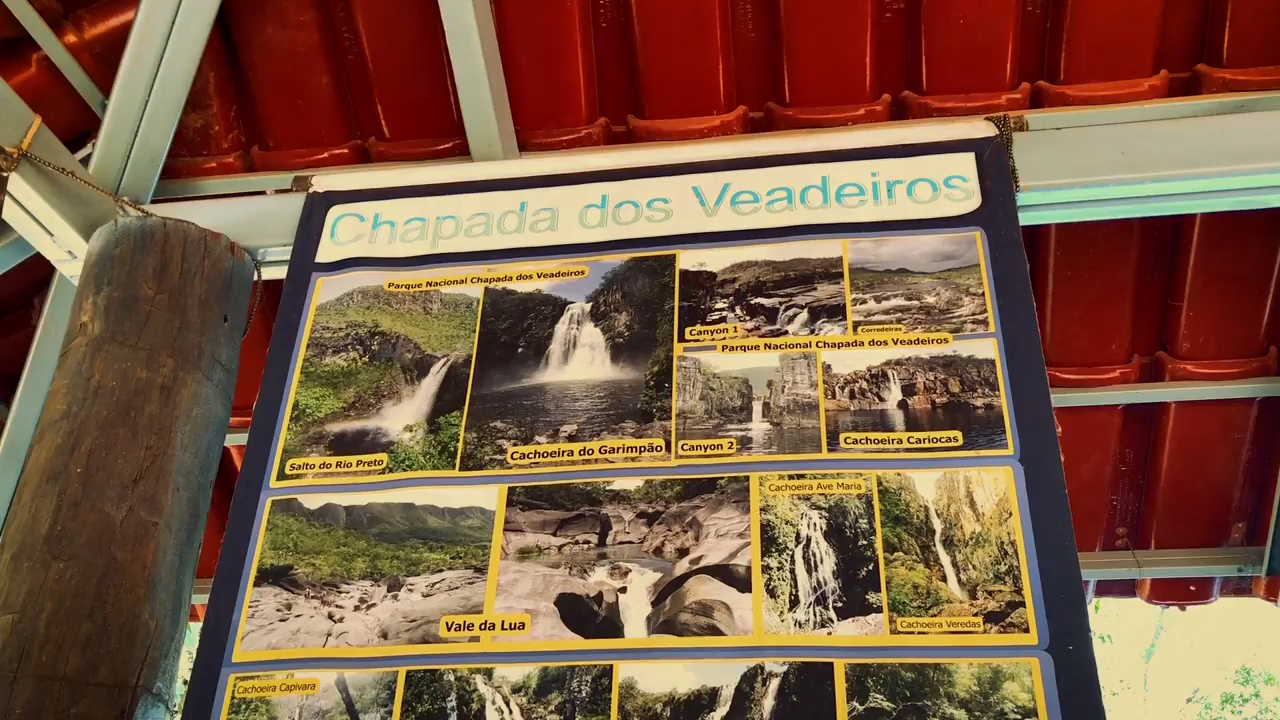 Chapada dos Veadeiros
Parque Nacional Chapada dos Veadeiros
Salto do Rio Preto
Cachoeira do Garimpão
Canyon 1
Corredeiras
Parque Nacional Chapada dos Veadeiros
Canyon 2
Cachoeira Cariocas
Vale da Lua
Cachoeira Ave Maria
Cachoeira Veredas
Cachoeira Capivara